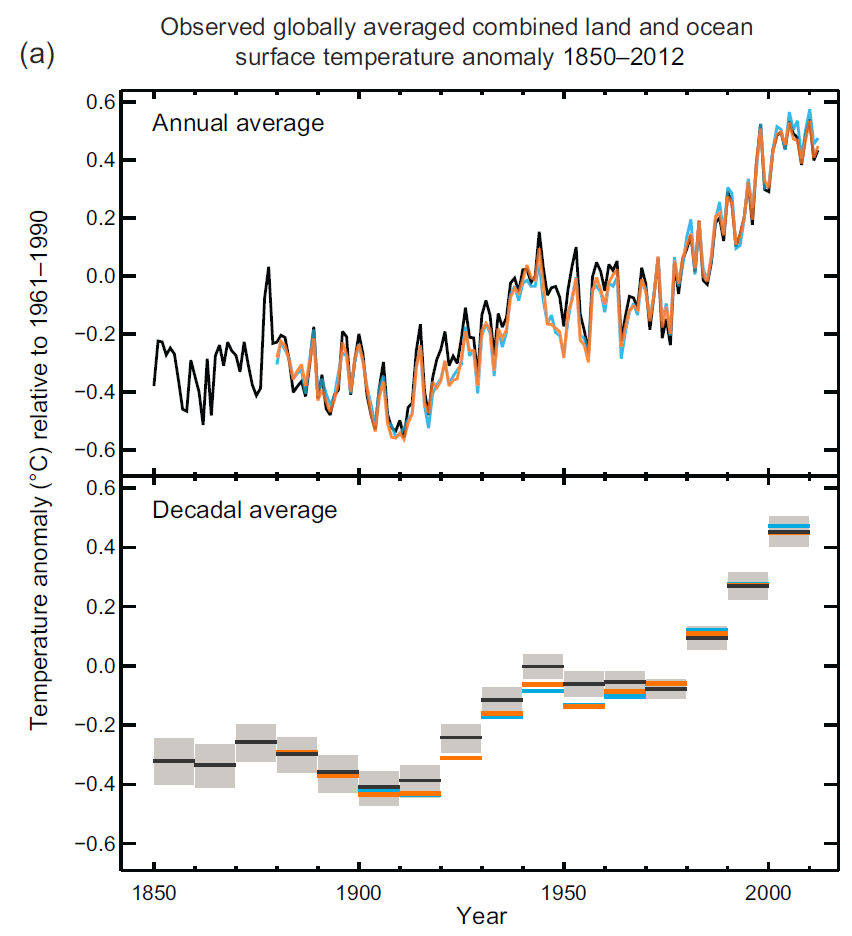 Observed globally averaged combined land and ocean
(a)
surface temperature anomaly 1850–2012
Annual average
0.6
0.4
0.2
0.0
−0.2
−0.4
−0.6
Temperature anomaly (°C) relative to 1961–1990
Decadal average
0.6
0.4
0.2
0.0
−0.2
−0.4
−0.6
1850 1900 1950 2000
Year